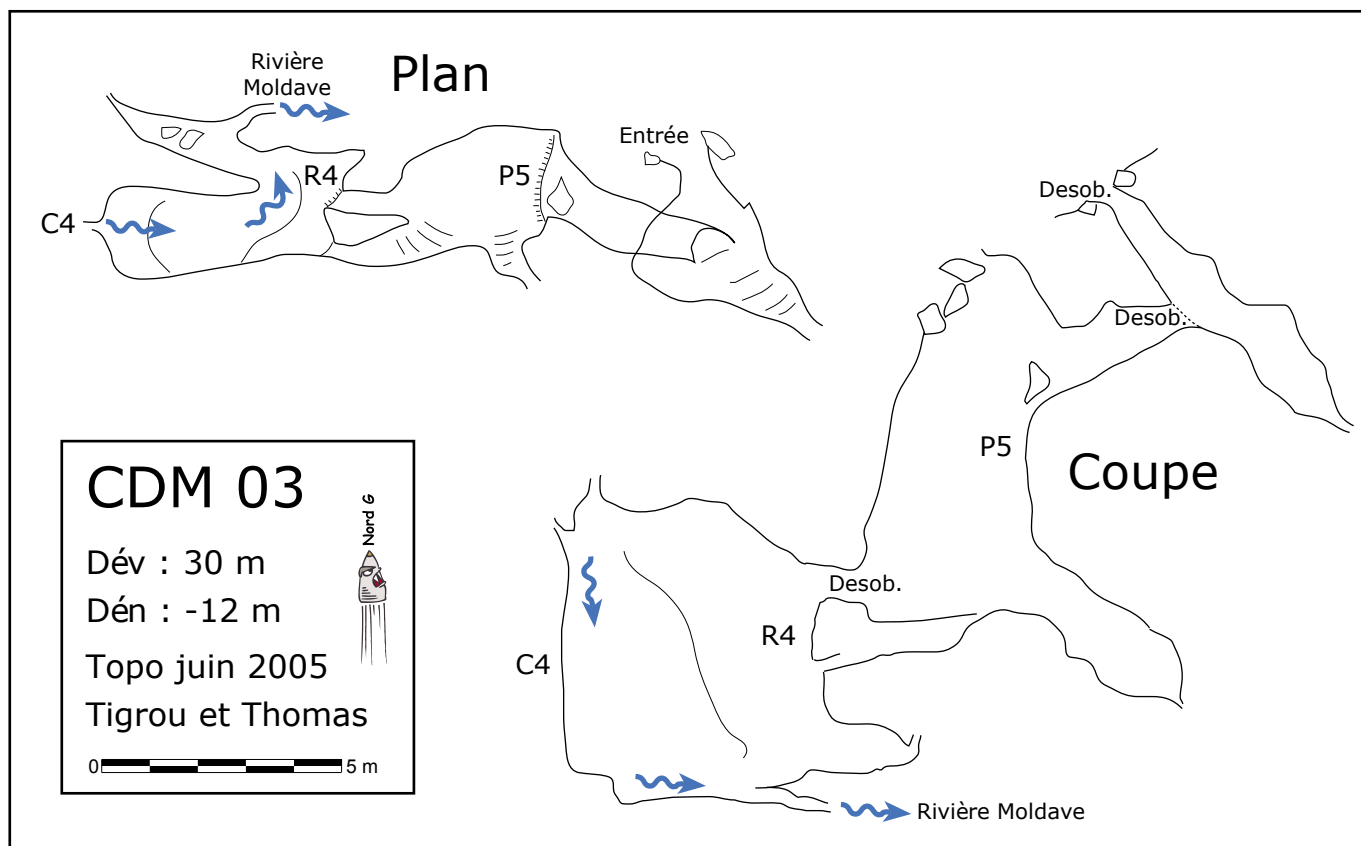 Plan
Rivière
Moldave
Entrée
R4
P5
C4
Desob.
Desob.
P5
Coupe
Desob.
R4
C4
Rivière Moldave
CDM 03
Nord G
Dév : 30 m
Dén : -12 m
Topo juin 2005
Tigrou et Thomas
0 5 m